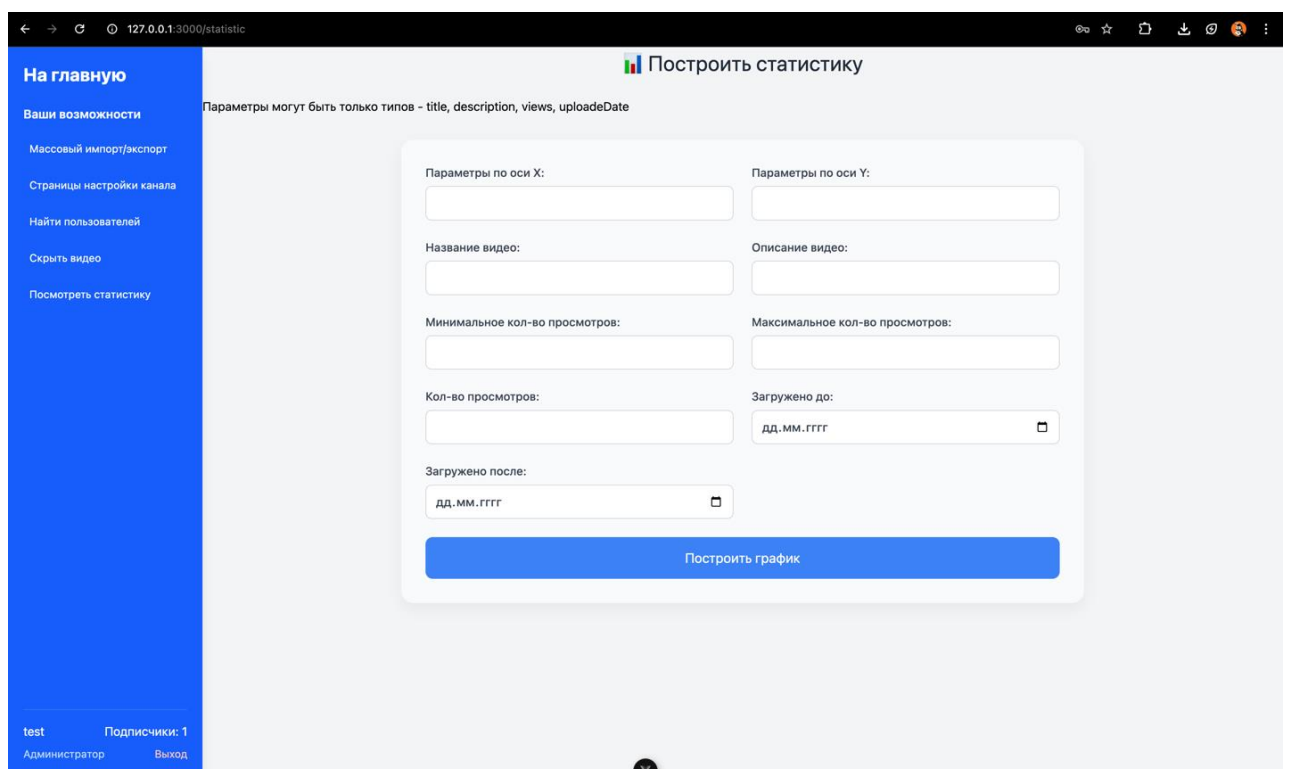 127.0.0.1:3000/statistic
На главную
Ваши возможности
Массовый импорт/экспорт
Страницы настройки канала
Найти пользователей
Скрыть видео
Посмотреть статистику
test Подписчики: 1
Администратор Выход
Построить статистику
Параметры могут быть только типов - title, description, views, uploadeDate
Параметры по оси X: Параметры по оси Y:
Название видео: Описание видео:
Минимальное кол-во просмотров: Максимальное кол-во просмотров:
Кол-во просмотров: Загружено до:
дд.мм.гггг
Загружено после:
дд.мм.гггг
Построить график